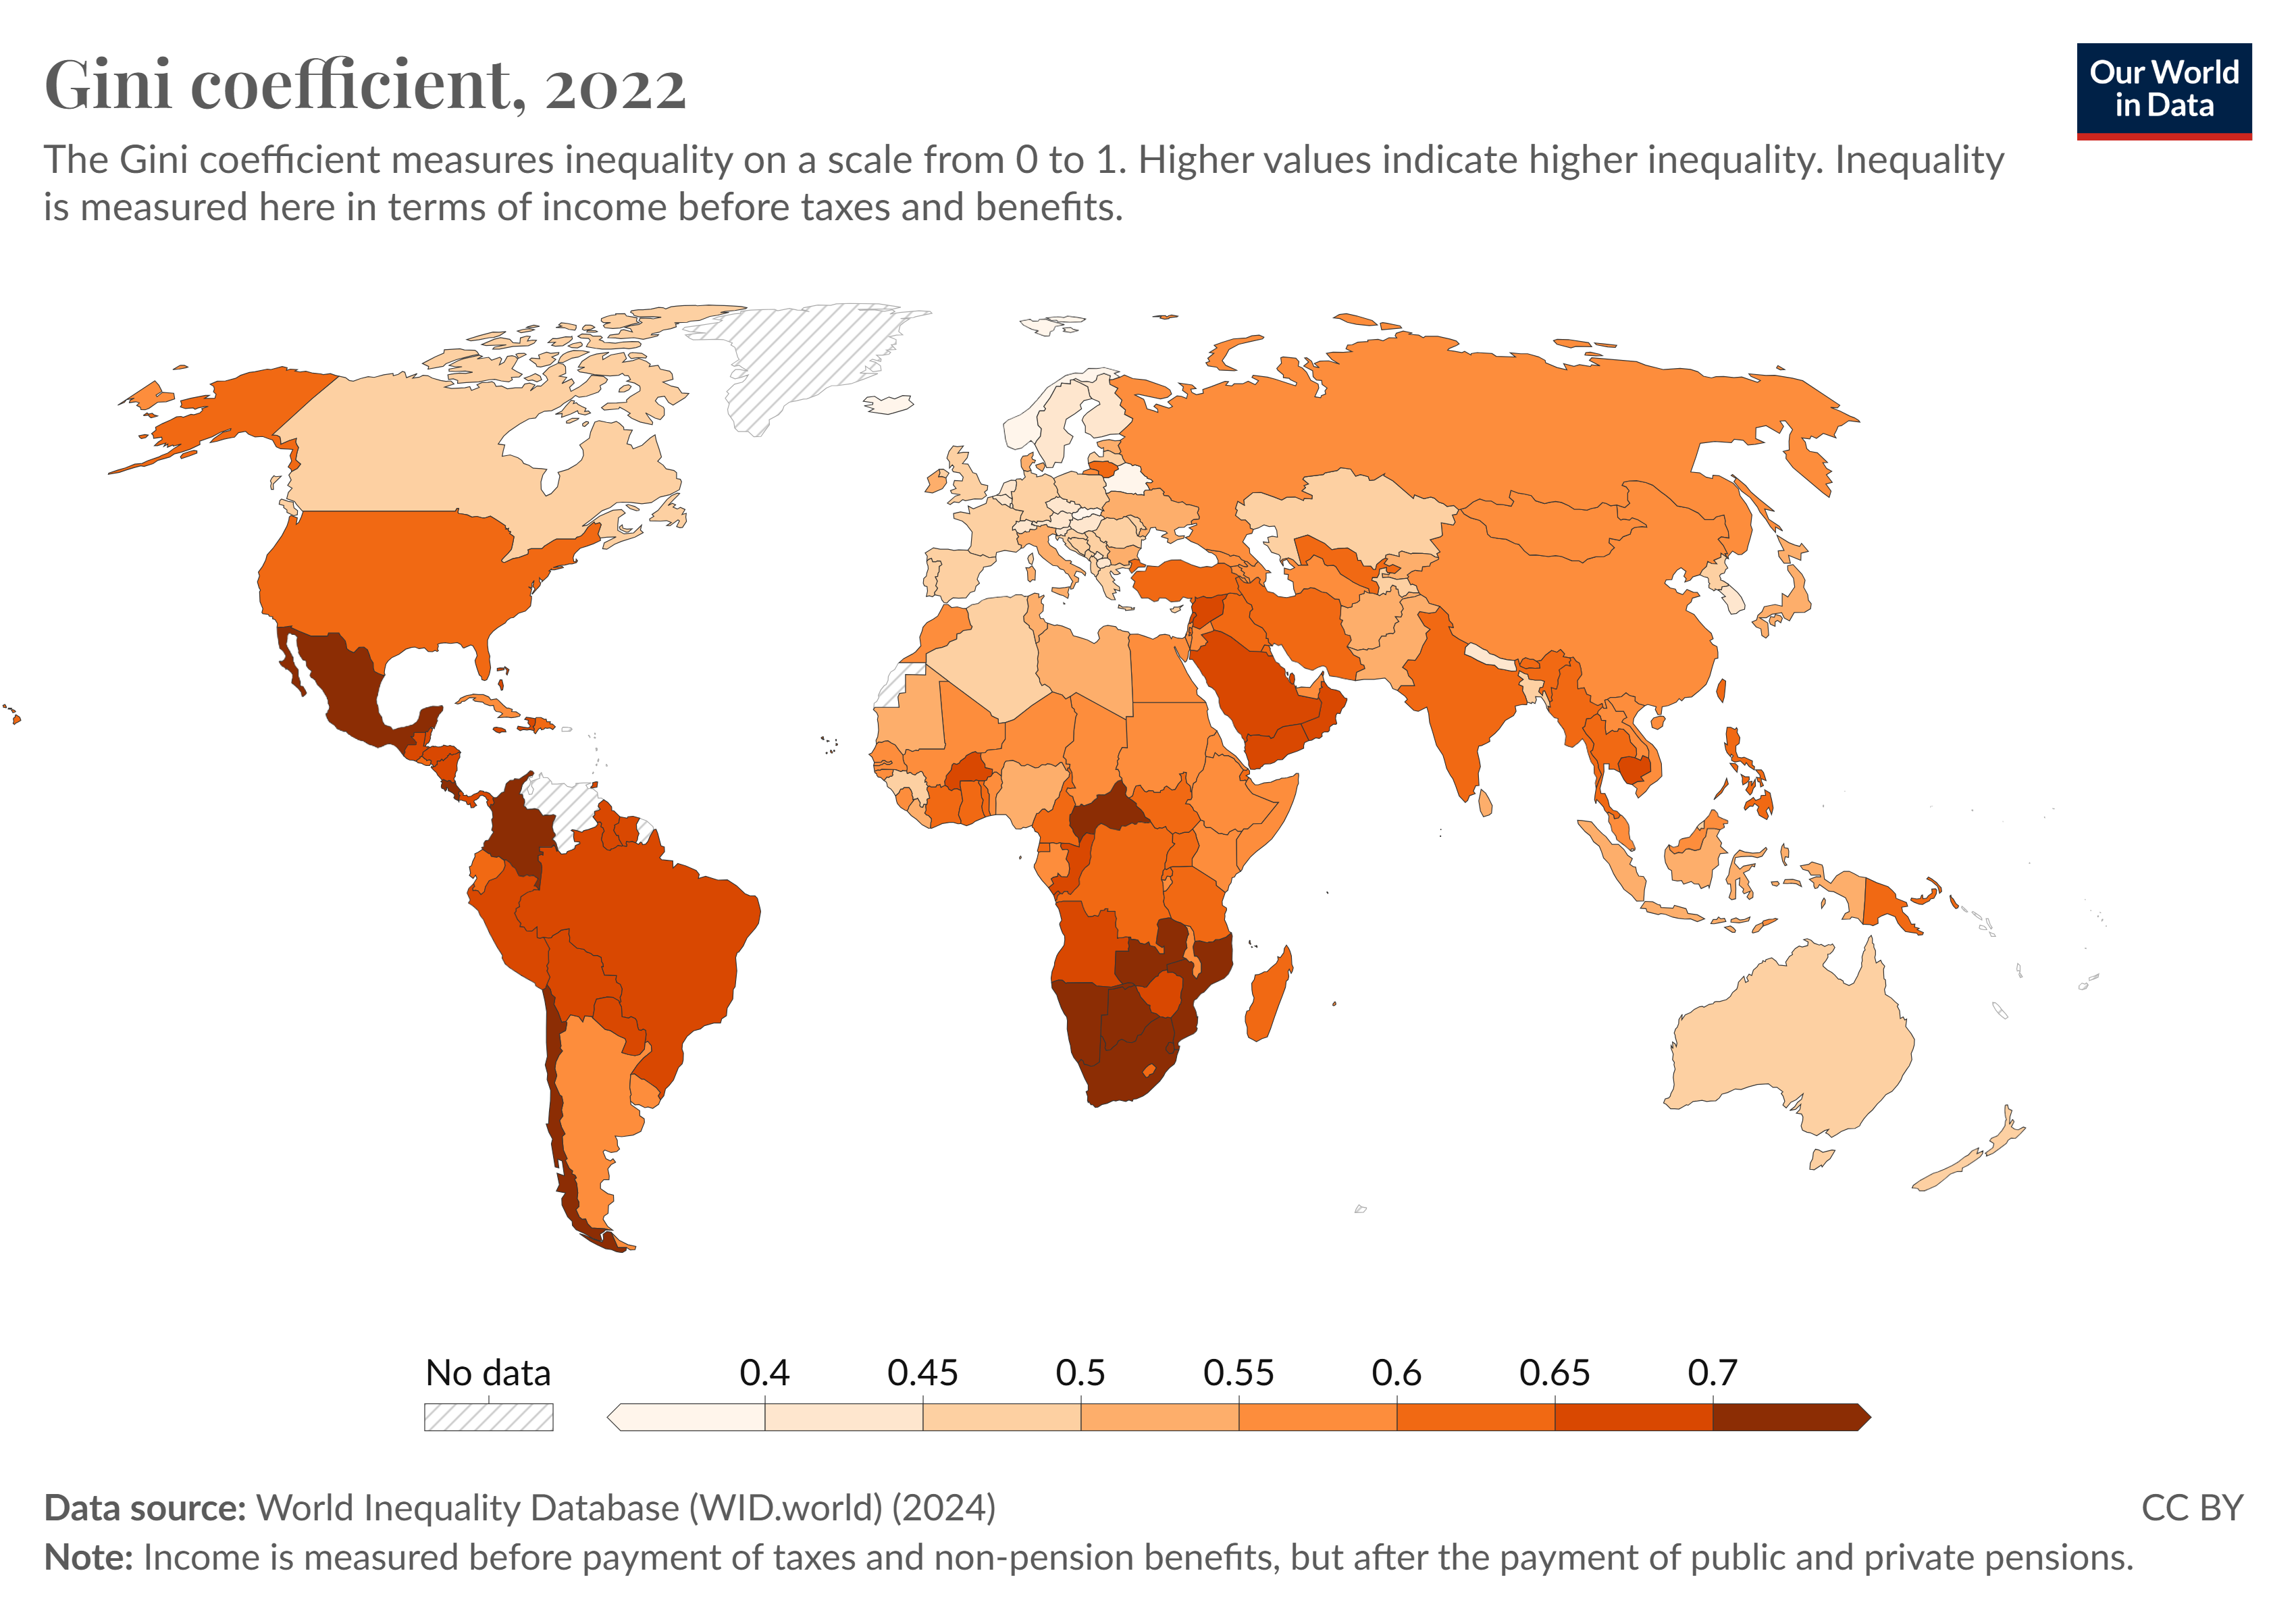 Gini coefficient, 2022
Our World
in Data
The Gini coefficient measures inequality on a scale from 0 to 1. Higher values indicate higher inequality. Inequality
is measured here in terms of income before taxes and benefits.
No data 0.4 0.45 0.5 0.55 0.6 0.65 0.7
Data source: World Inequality Database (WID.world) (2024)
CC BY
Note: Income is measured before payment of taxes and non-pension benefits, but after the payment of public and private pensions.